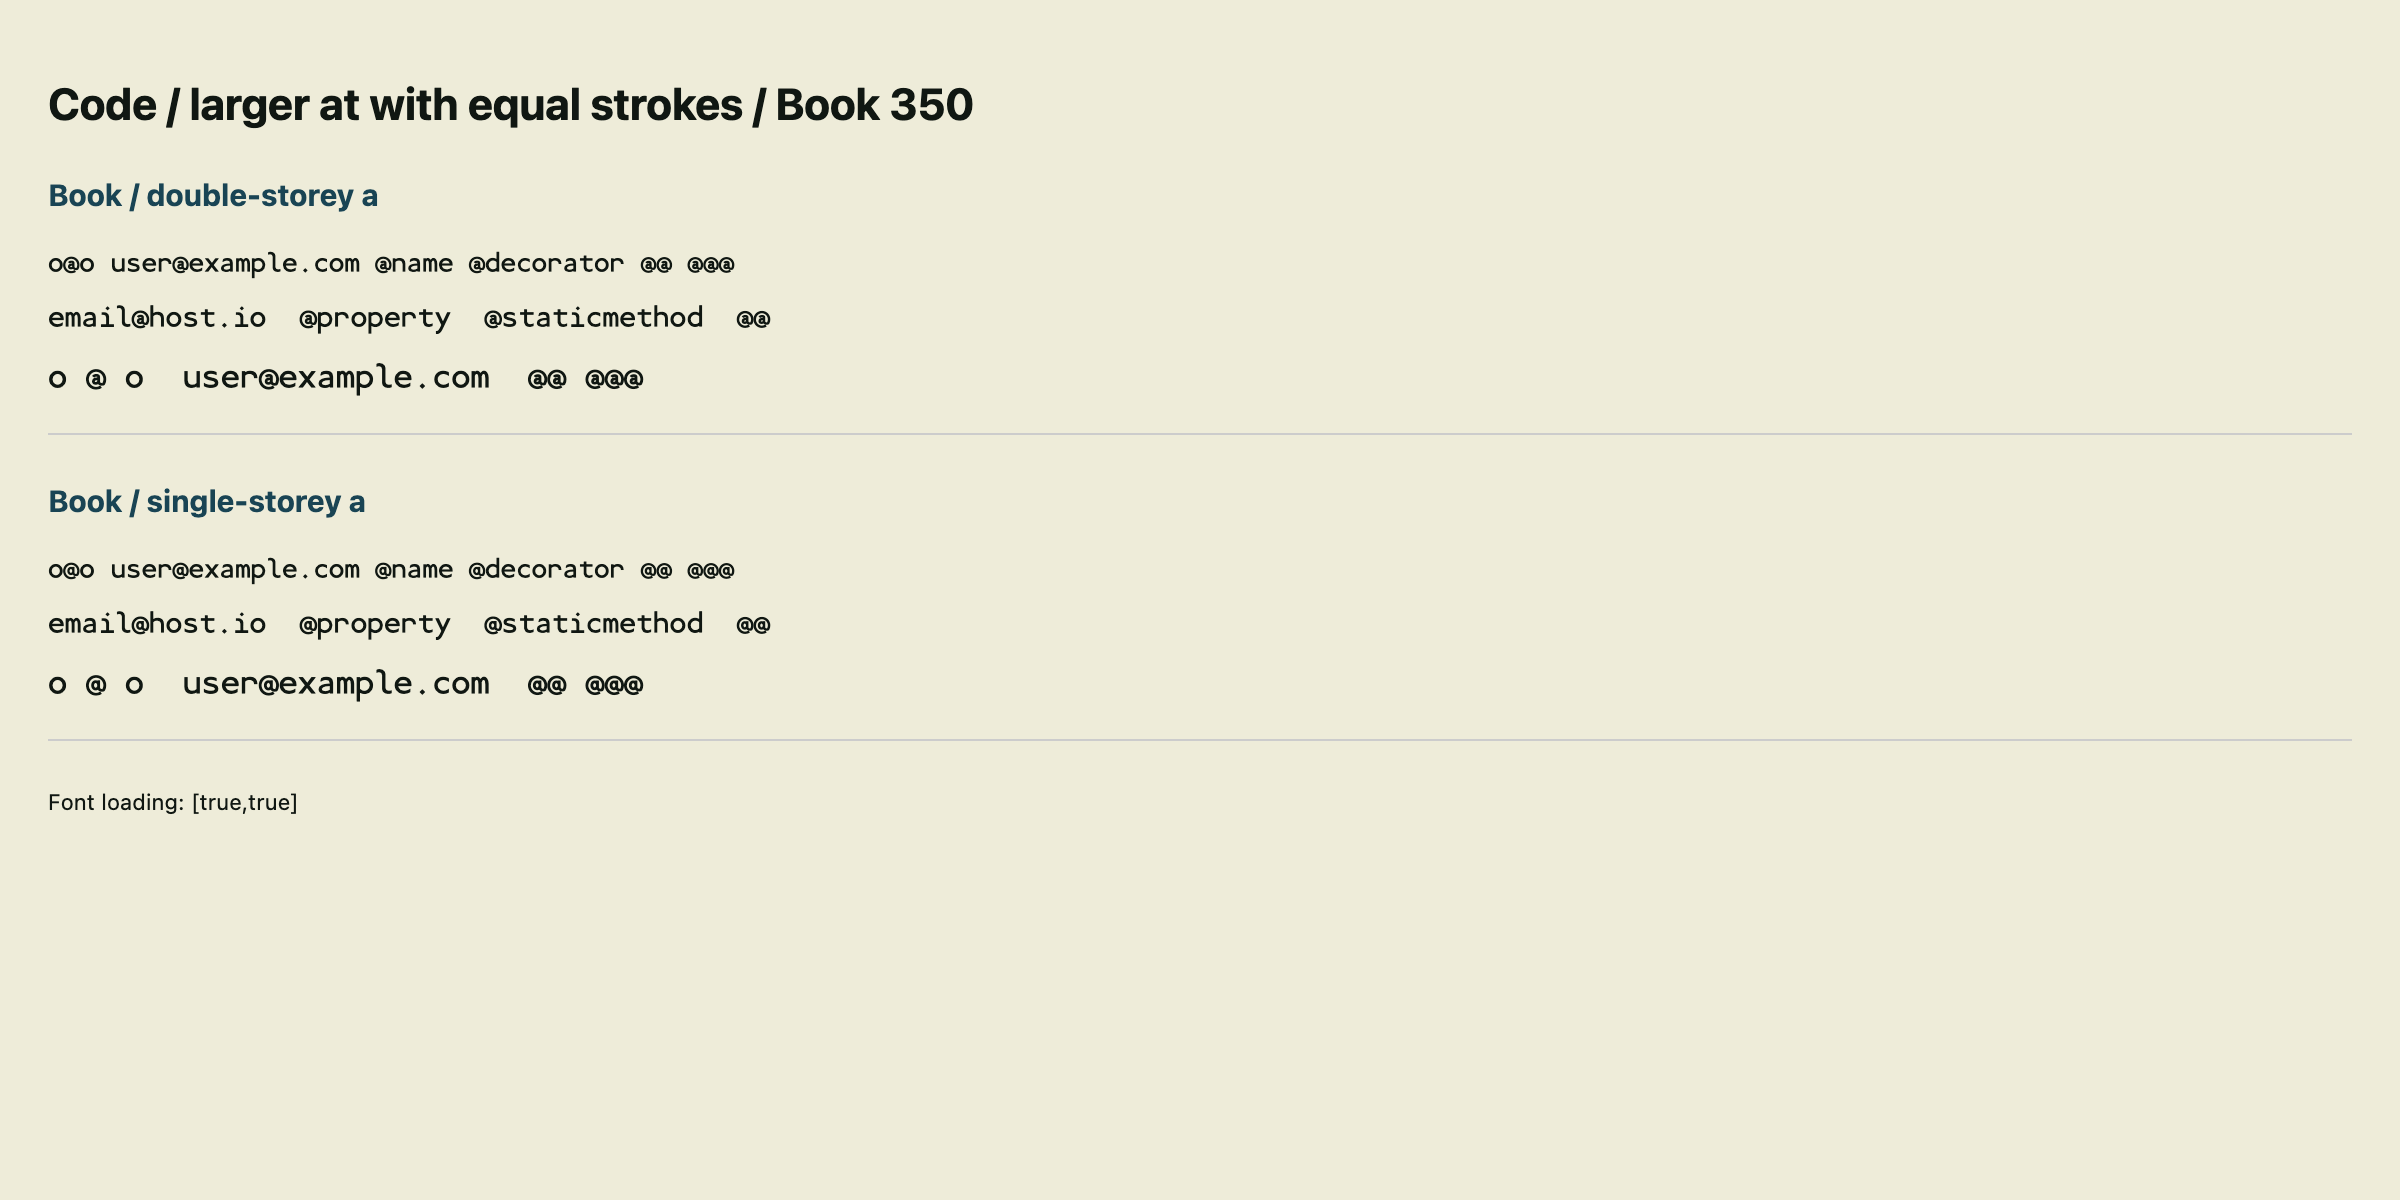 Code / larger at with equal strokes / Book 350
Book / double-storey a
o@o user@example.com @name @decorator @@ @@@
email@host.io  @property  @staticmethod  @@
o @ o  user@example.com  @@ @@@
Book / single-storey a
o@o user@example.com @name @decorator @@ @@@
email@host.io  @property  @staticmethod  @@
o @ o  user@example.com  @@ @@@
Font loading: [true,true]